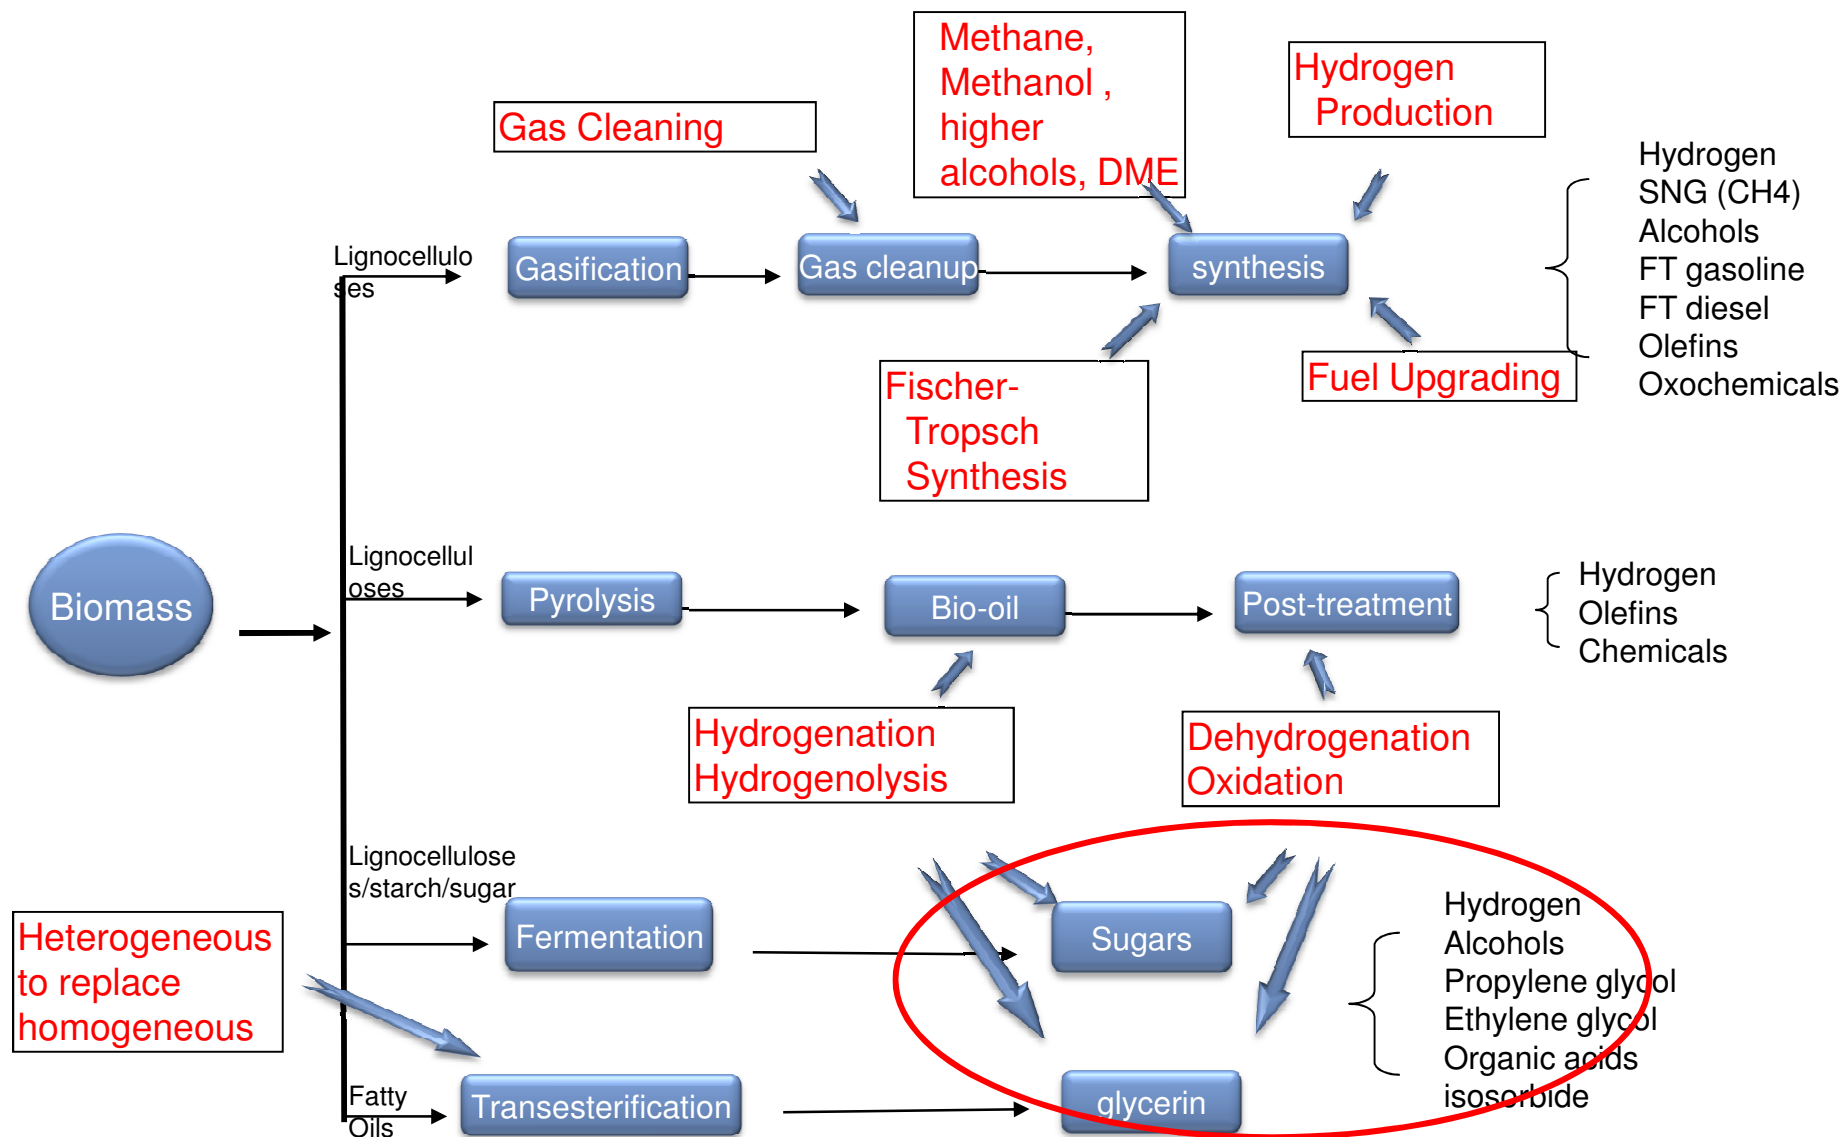 Methane,
Methanol ,
higher
alcohols, DME
Hydrogen
Production
Gas Cleaning
Hydrogen
SNG (CH4)
Alcohols
FT gasoline
FT diesel
Olefins
Oxochemicals
Lignocellulo
ses
Gasification
Gas cleanup
synthesis
Fischer-
Tropsch
Synthesis
Fuel Upgrading
Biomass
Lignocellul
oses
Pyrolysis
Bio-oil
Post-treatment
Hydrogen
Olefins
Chemicals
Hydrogenation
Hydrogenolysis
Dehydrogenation
Oxidation
Lignocellulose
s/starch/sugar
Fermentation
Sugars
Hydrogen
Alcohols
Propylene glycol
Ethylene glycol
Organic acids
isosorbide
Heterogeneous
to replace
homogeneous
Fatty
Oils
Transesterification
glycerin